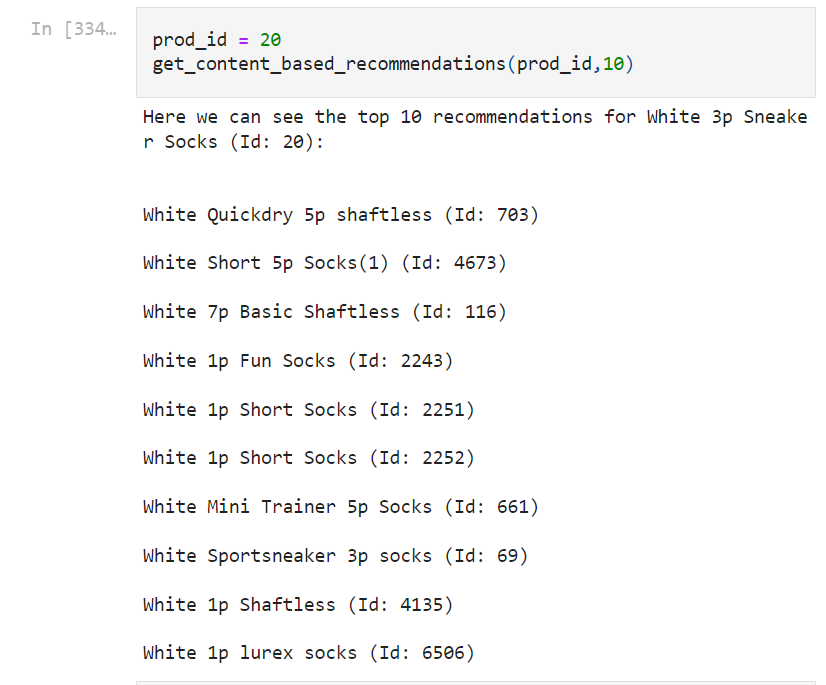 In [334…
prod_id = 20
get_content_based_recommendations(prod_id,10)
Here we can see the top 10 recommendations for White 3p Sneake
r Socks (Id: 20):
White Quickdry 5p shaftless (Id: 703)
White Short 5p Socks(1) (Id: 4673)
White 7p Basic Shaftless (Id: 116)
White 1p Fun Socks (Id: 2243)
White 1p Short Socks (Id: 2251)
White 1p Short Socks (Id: 2252)
White Mini Trainer 5p Socks (Id: 661)
White Sportsneaker 3p socks (Id: 69)
White 1p Shaftless (Id: 4135)
White 1p lurex socks (Id: 6506)